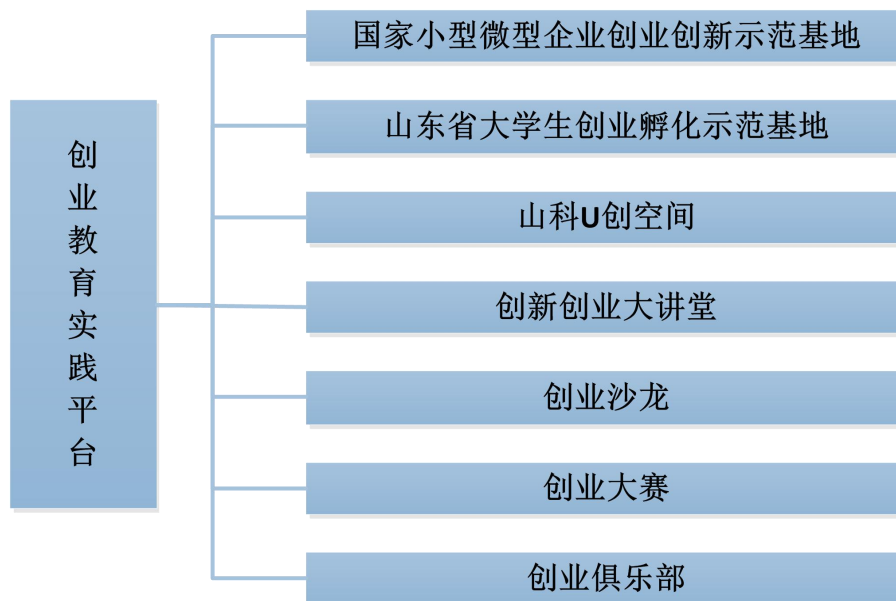 创业教育实践平台
国家小型微型企业创业创新示范基地
山东省大学生创业孵化示范基地
山科U创空间
创新创业大讲堂
创业沙龙
创业大赛
创业俱乐部